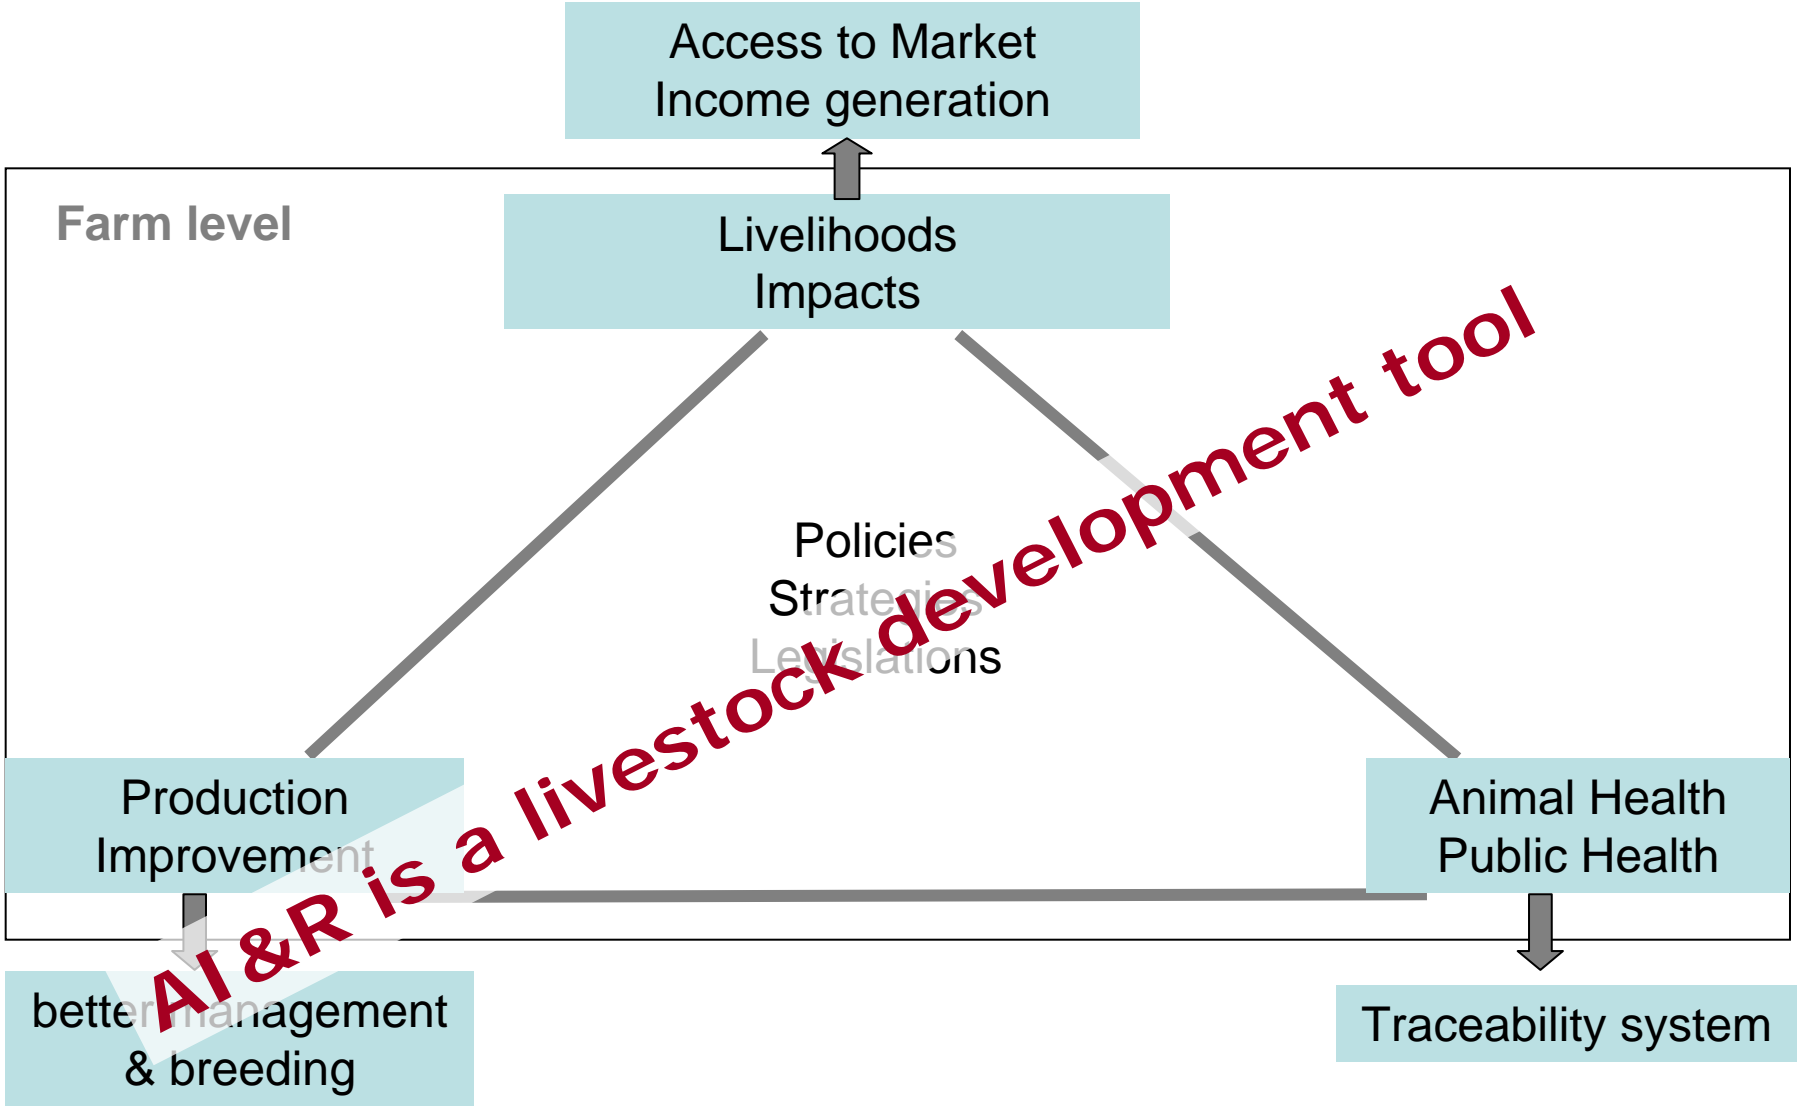 Access to Market
Income generation
Farm level
Livelihoods
Impacts
Policies
Strategies
Legislations
AI&R is a livestock development tool
Production
Improvement
Animal Health
Public Health
better management
& breeding
Traceability system